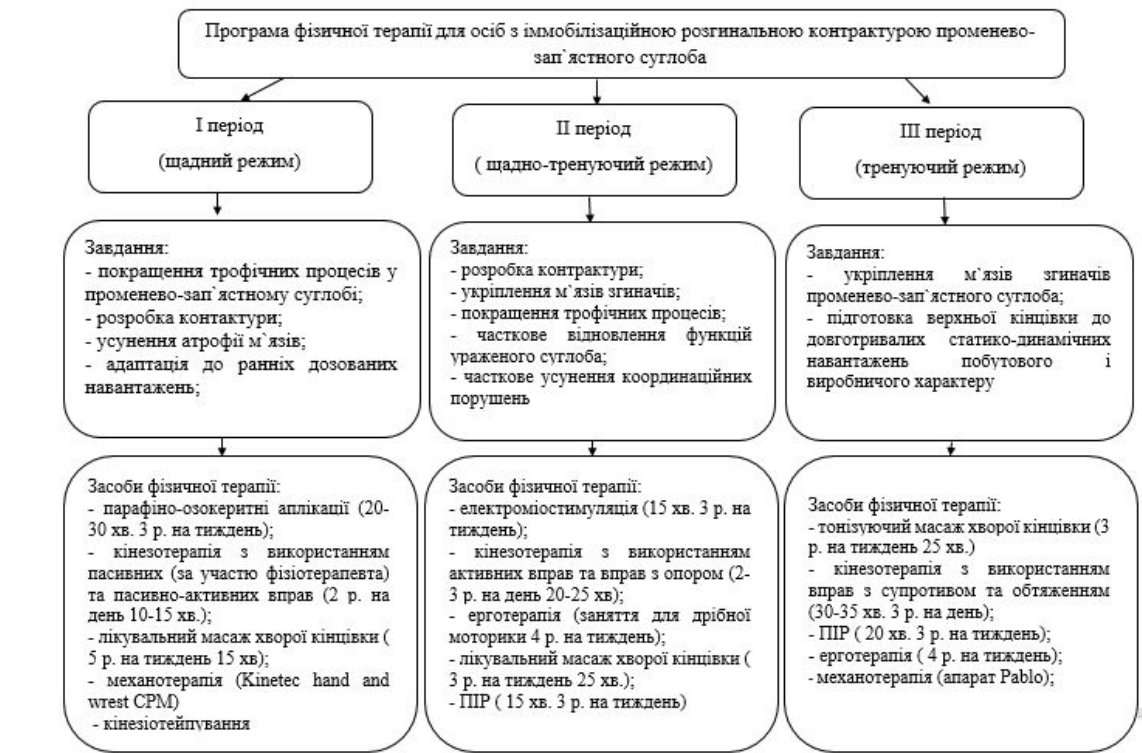 Програма фізичної терапії для осіб з іммобілізаційною розгинальною контрактурою променево-
зап`ястного суглоба
І період
(щадний режим)
ІІ період
( щадно-тренуючий режим)
ІІІ період
(тренуючий режим)
Завдання:
- покращення трофічних процесів у
променево-зап`ястному суглобі;
- розробка контактури;
- усунення атрофії м`язів;
- адаптація до ранніх дозованих
навантажень;
Завдання:
- розробка контрактури;
- укріплення м`язів згиначів;
- покращення трофічних процесів;
- часткове відновлення функцій
ураженого суглоба;
- часткове усунення координаційних
порушень
Завдання:
- укріплення м`язів згиначів
променево-зап`ястного суглоба;
- підготовка верхньої кінцівки до
довготривалих статико-динамічних
навантажень побутового і
виробничого характеру
Засоби фізичної терапії:
- парафіно-озокеритні аплікації (20-
30 хв. 3 р. на тиждень);
- кінезотерапія з використанням
пасивних (за участю фізіотерапевта)
та пасивно-активних вправ (2 р. на
день 10-15 хв.);
- лікувальний масаж хворої кінцівки (
5 р. на тиждень 15 хв);
- механотерапія (Kinetec hand and
wrest CPM)
- кінезіотейпування
Засоби фізичної терапії:
- електроміостимуляція (15 хв. 3 р. на
тиждень);
- кінезотерапія з використанням
активних вправ та вправ з опором (2-
3 р. на день 20-25 хв);
- ерготерапія (заняття для дрібної
моторики 4 р. на тиждень);
- лікувальний масаж хворої кінцівки (
3 р. на тиждень 25 хв.);
- ПІР ( 15 хв. 3 р. на тиждень)
Засоби фізичної терапії:
- тонізуючий масаж хворої кінцівки (3
р. на тиждень 25 хв.)
- кінезотерапія з використанням
вправ з супротивом та обтяженням
(30-35 хв. 3 р. на день);
- ПІР ( 20 хв. 3 р. на тиждень);
- ерготерапія ( 4 р. на тиждень);
- механотерапія (апарат Pablo);